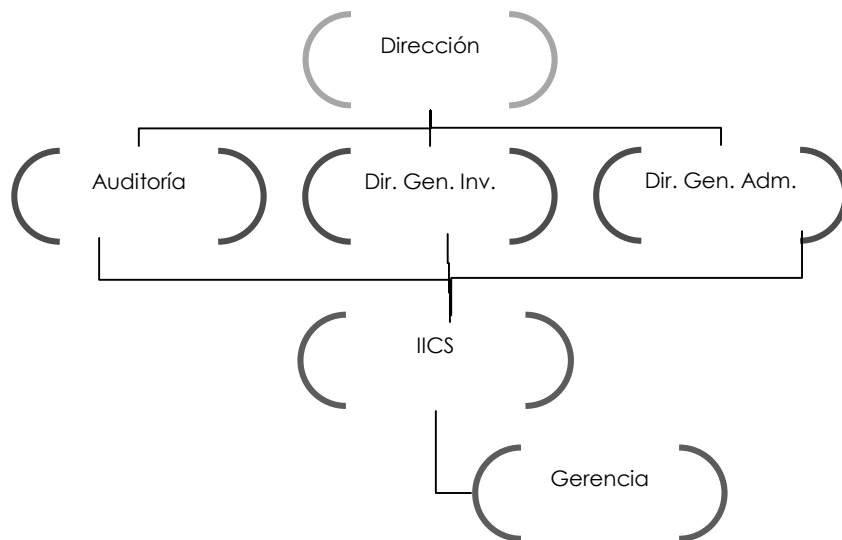 Dirección
Auditoría
Dir. Gen. Inv.
Dir. Gen. Adm.
IICS
Gerencia